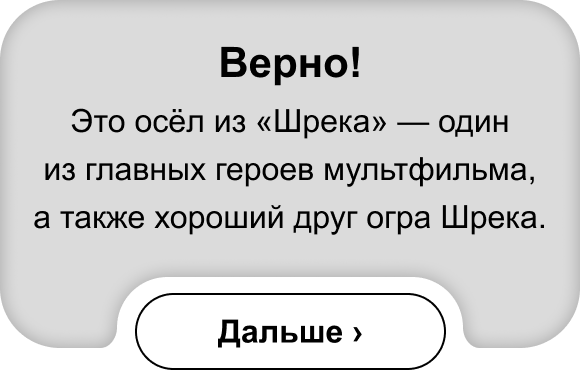 Верно!
Это осёл из «Шрека» — один
из главных героев мультфильма,
а также хороший друг огра Шрека.
Дальше ›